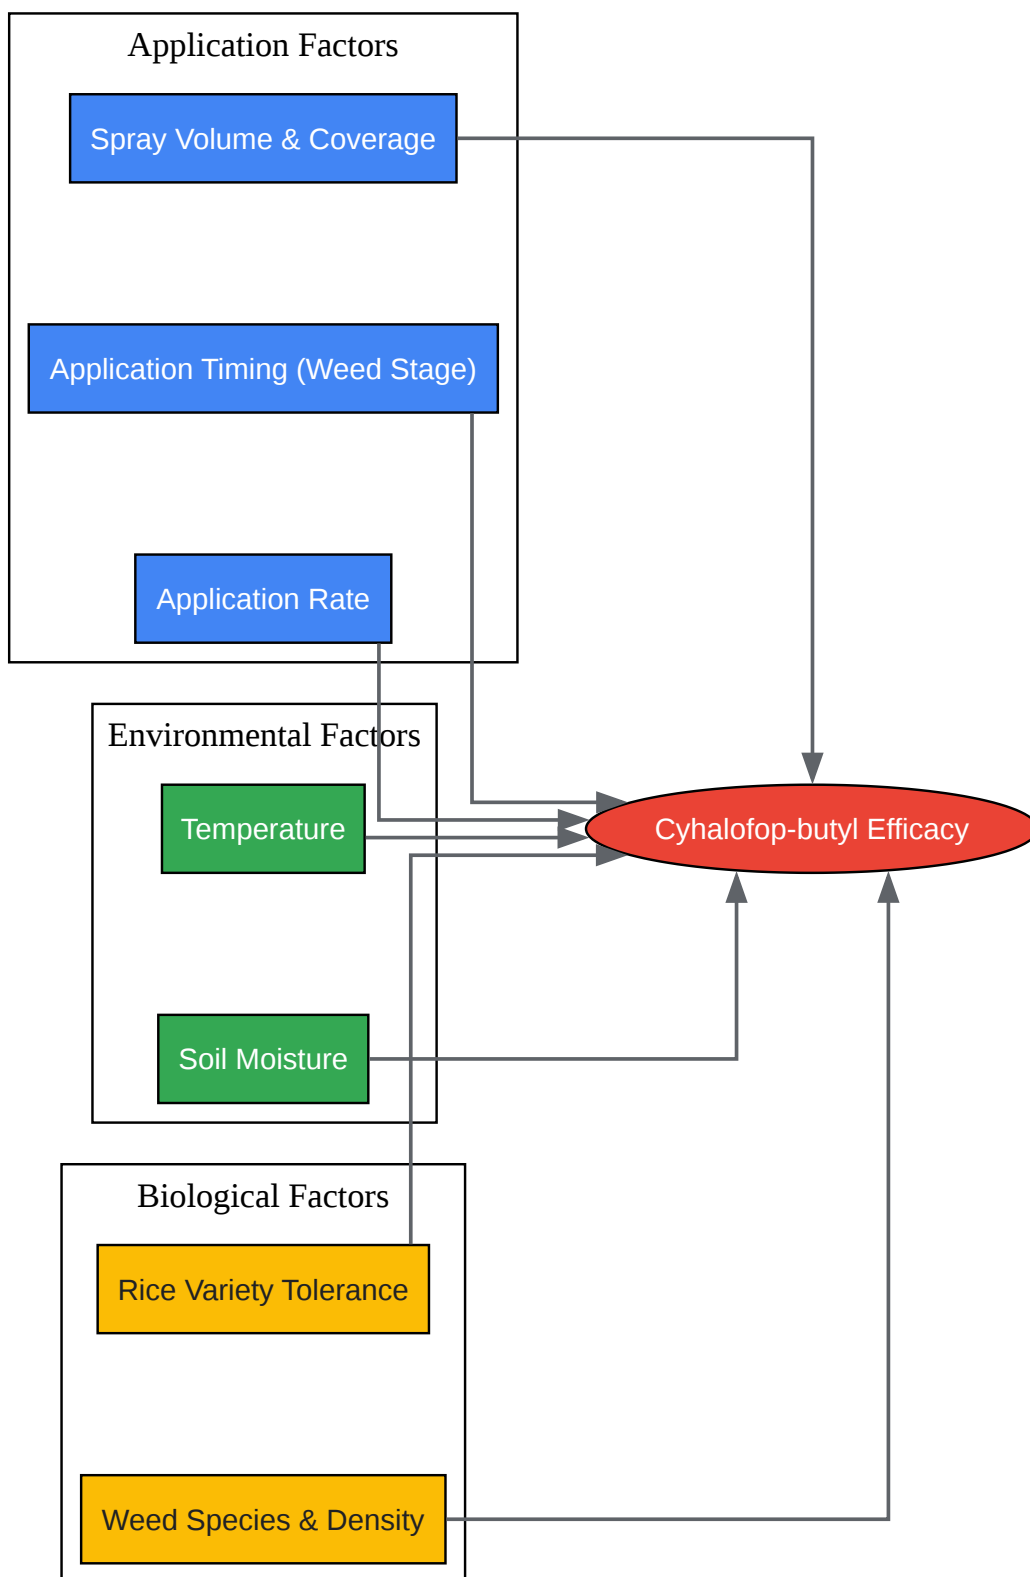 Application Factors
Spray Volume & Coverage
Application Timing (Weed Stage)
Application Rate
Environmental Factors
Temperature
Cyhalofop-butyl Efficacy
Soil Moisture
Biological Factors
Rice Variety Tolerance
Weed Species & Density